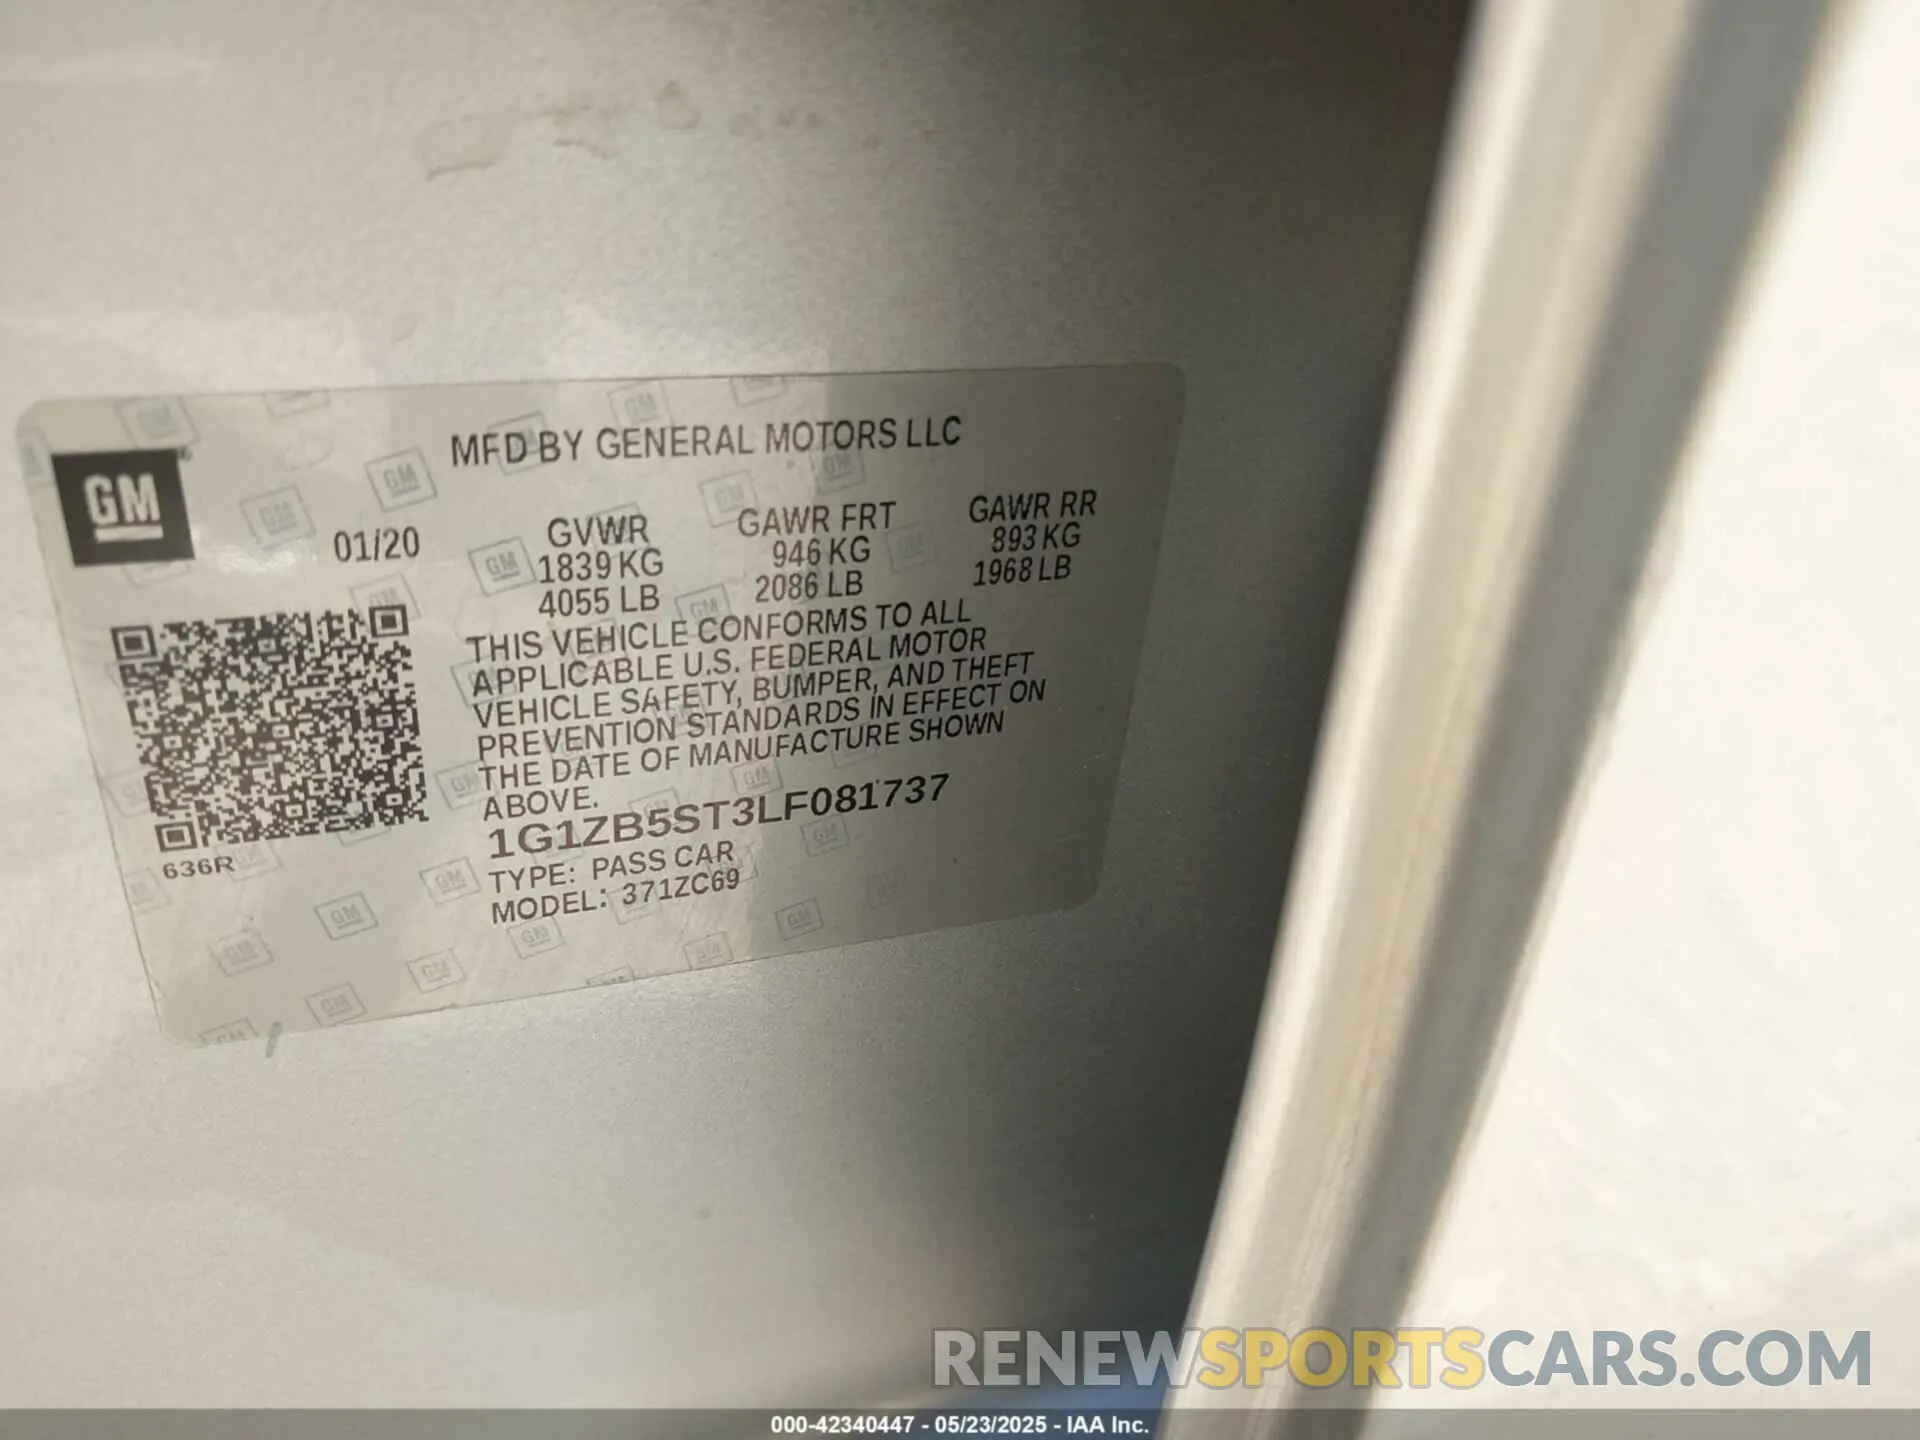 GM
MFD BY GENERAL MOTORS LLC
01/20
GVWR GAWR FRT GAWR RR
1839 KG 946 KG 893 KG
4055 LB 2086 LB 1968 LB
THIS VEHICLE CONFORMS TO ALL
APPLICABLE U.S. FEDERAL MOTOR
VEHICLE SAFETY, BUMPER, AND THEFT
PREVENTION STANDARDS IN EFFECT ON
THE DATE OF MANUFACTURE SHOWN
ABOVE.
1G1ZB5ST3LF081737
636R
TYPE: PASS CAR
MODEL: 371ZC69
RENEWSPORTSCARS.COM
000-42340447 - 05/23/2025 - IAA Inc.